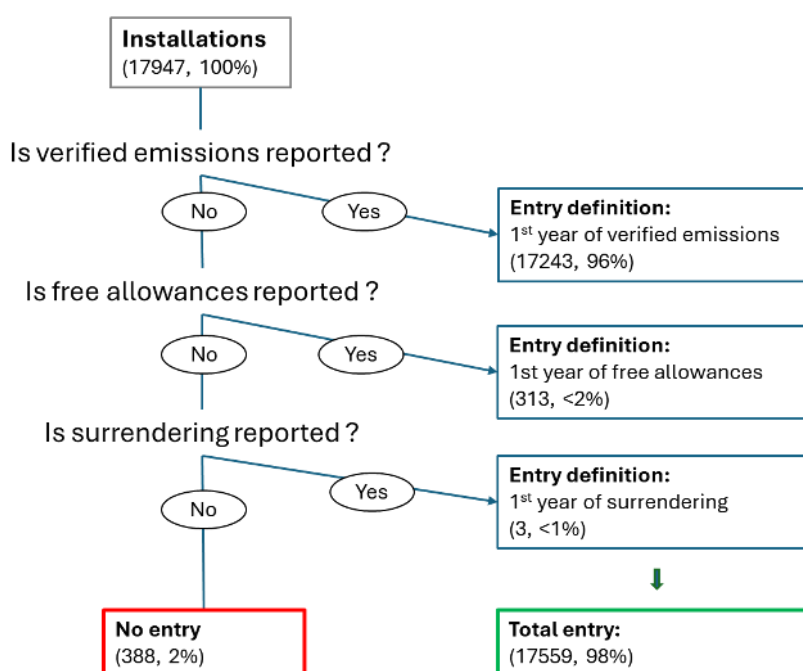 Installations
(17947, 100%)
Is verified emissions reported ?
No
Yes
Entry definition:
1st year of verified emissions
(17243, 96%)
Is free allowances reported ?
No
Yes
Entry definition:
1st year of free allowances
(313, <2%)
Is surrendering reported ?
No
Yes
Entry definition:
1st year of surrendering
(3, <1%)
No entry
(388, 2%)
Total entry:
(17559, 98%)